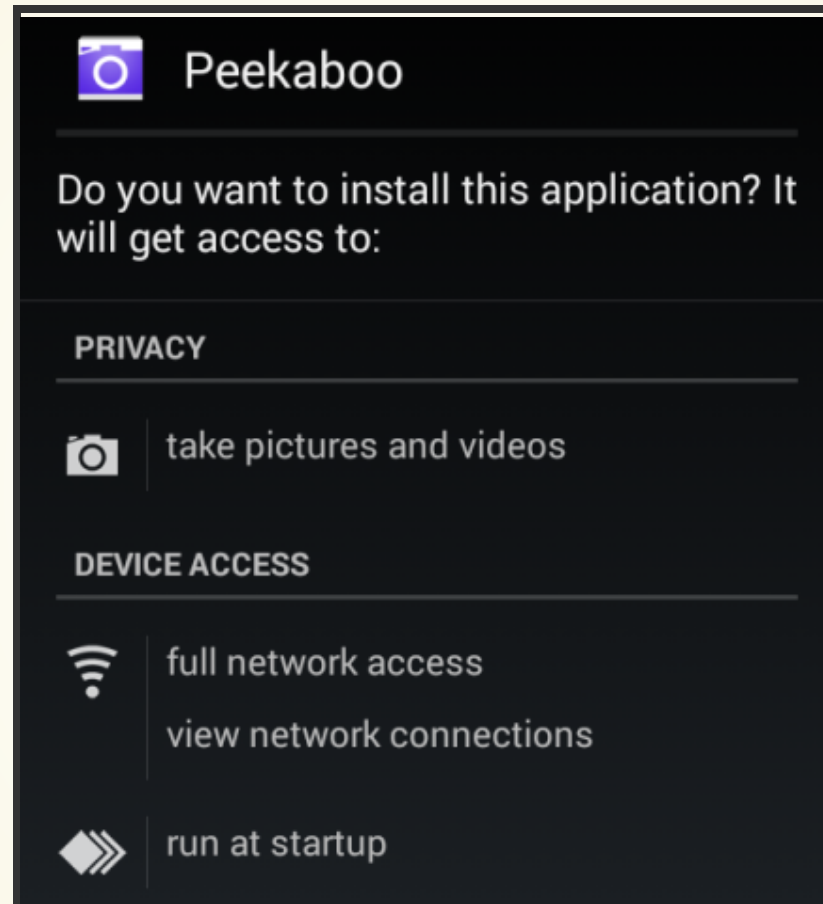 Peekaboo
Do you want to install this application? It
will get access to:
PRIVACY
take pictures and videos
DEVICE ACCESS
full network access
view network connections
run at startup